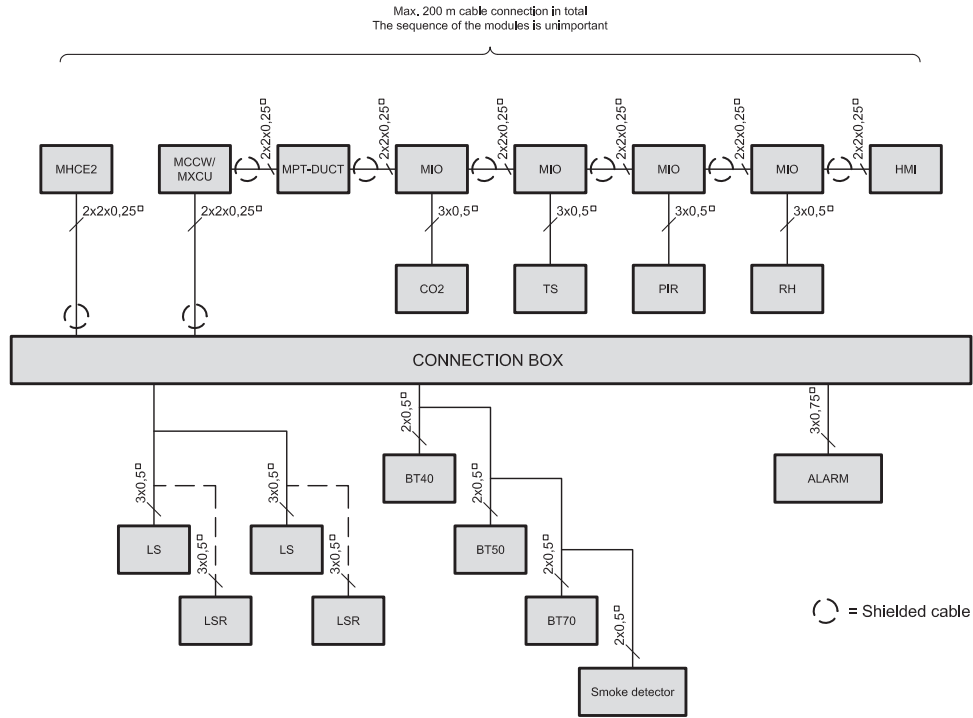 Max. 200 m cable connection in total
The sequence of the modules is unimportant
2x2x0,25□
2x2x0,25□
2x2x0,25□
2x2x0,25□
2x2x0,25□
2x2x0,25□
MHCE2
MCCW/
MXCU
MPT-DUCT
MIO
MIO
MIO
MIO
HMI
2x2x0,25□
2x2x0,25□
3x0,5□
3x0,5□
3x0,5□
3x0,5□
CO2
TS
PIR
RH
CONNECTION BOX
2x0,5□
3x0,75□
3x0,5□
3x0,5□
BT40
2x0,5□
ALARM
3x0,5□
3x0,5□
LS
LS
BT50
2x0,5□
LSR
LSR
BT70
2x0,5□
= Shielded cable
Smoke detector